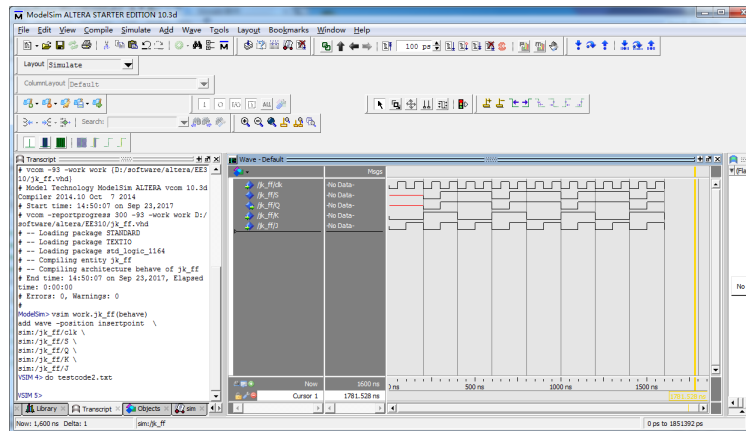 ModelSim ALTERA STARTER EDITION 10.3d
File Edit View Compile Simulate Add Wave Tools Layout Bookmarks Window Help
100 ps
Layout Simulate
ColumnLayout Default
Search:
Transcript
# vcom -93 -work work {D:/software/altera/EE3
10/jk_ff.vhd}
# Model Technology ModelSim ALTERA vcom 10.3d
Compiler 2014.10 Oct 7 2014
# Start time: 14:50:07 on Sep 23,2017
# vcom -reportprogress 300 -93 -work work D:/
software/altera/EE310/jk_ff.vhd
# -- Loading package STANDARD
# -- Loading package TEXTIO
# -- Loading package std_logic_1164
# -- Compiling entity jk_ff
# -- Compiling architecture behave of jk_ff
# End time: 14:50:07 on Sep 23,2017, Elapsed
time: 0:00:00
# Errors: 0, Warnings: 0
#
ModelSim> vsim work.jk_ff(behave)
add wave -position insertpoint \
sim:/jk_ff/clk \
sim:/jk_ff/S \
sim:/jk_ff/Q \
sim:/jk_ff/K \
sim:/jk_ff/J
VSIM 4> do testcode2.txt
VSIM 5>
Library Transcript Objects sim
Wave - Default
Msgs
/jk_ff/clk -No Data-
/jk_ff/S -No Data-
/jk_ff/Q -No Data-
/jk_ff/K -No Data-
/jk_ff/J -No Data-
Now 1600 ns 500 ns 1000 ns 1500 ns
Cursor 1 1781.528 ns 1781.528 ns
No
Now: 1,600 ns Delta: 1 sim:/jk_ff 0 ps to 1851392 ps